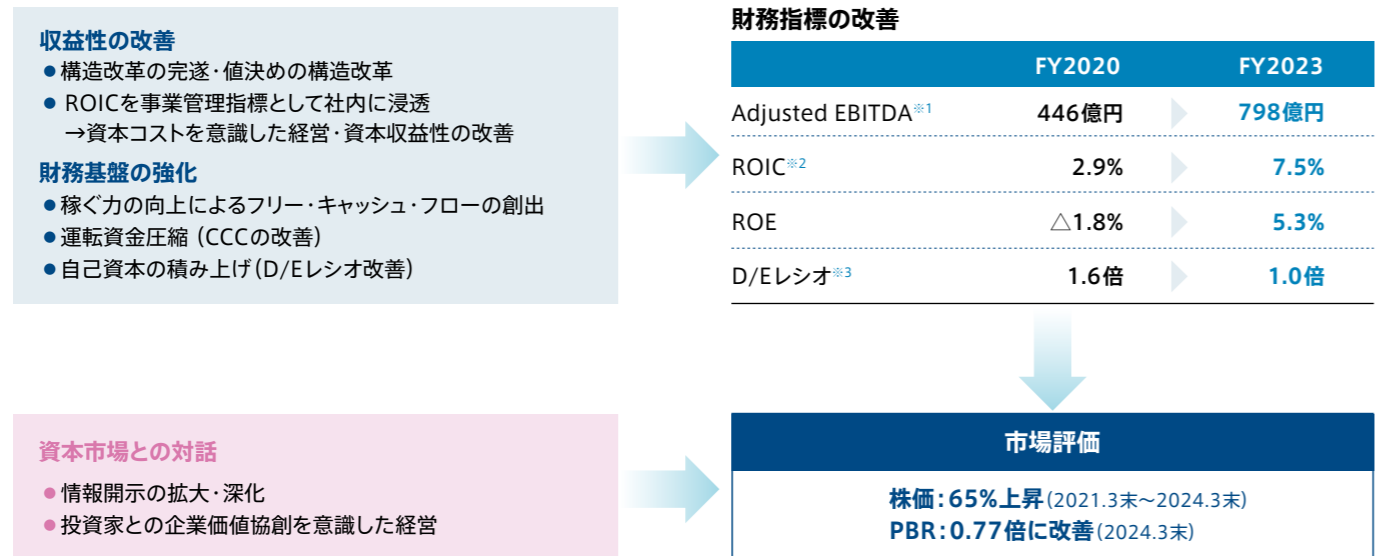 収益性の改善
●構造改革の完遂・値決めの構造改革
● ROICを事業管理指標として社内に浸透
→資本コストを意識した経営・資本収益性の改善
財務基盤の強化
●稼ぐ力の向上によるフリー・キャッシュ・フローの創出
●運転資金圧縮（CCCの改善）
●自己資本の積み上げ（D/Eレシオ改善）
財務指標の改善
FY2020 FY2023
Adjusted EBITDA※1 446億円 798億円
ROIC※2 2.9% 7.5%
ROE △1.8% 5.3%
D/Eレシオ※3 1.6倍 1.0倍
資本市場との対話
●情報開示の拡大・深化
●投資家との企業価値協創を意識した経営
市場評価
株価：65%上昇（2021.3末～2024.3末）
PBR：0.77倍に改善（2024.3末）